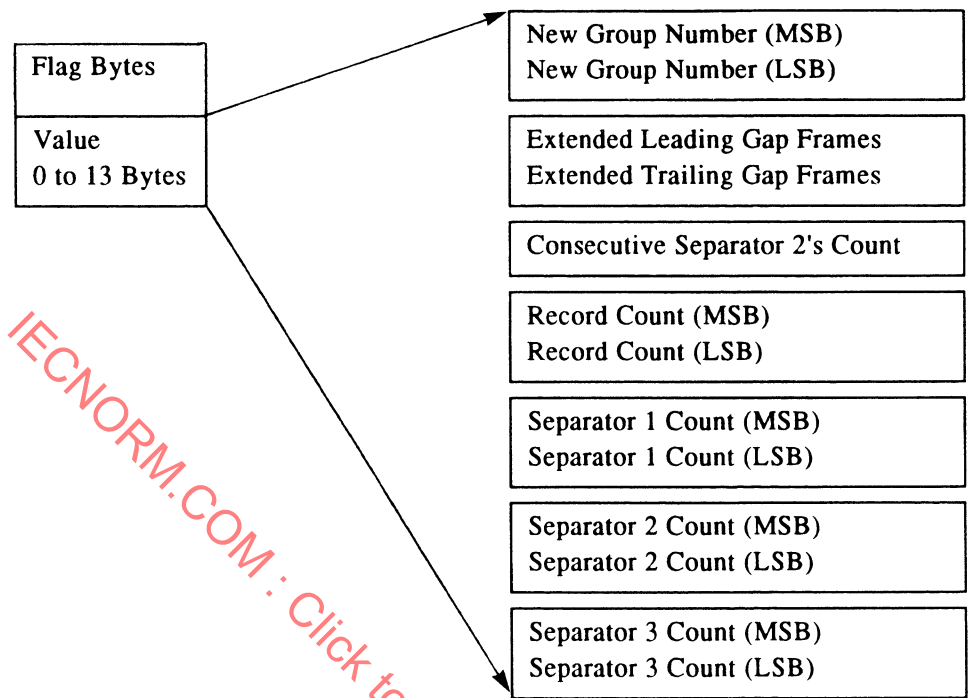 Flag Bytes
Value
0 to 13 Bytes
New Group Number (MSB)
New Group Number (LSB)
Extended Leading Gap Frames
Extended Trailing Gap Frames
Consecutive Separator 2's Count
Record Count (MSB)
Record Count (LSB)
Separator 1 Count (MSB)
Separator 1 Count (LSB)
Separator 2 Count (MSB)
Separator 2 Count (LSB)
Separator 3 Count (MSB)
Separator 3 Count (LSB)
IECNORM.COM : Click to